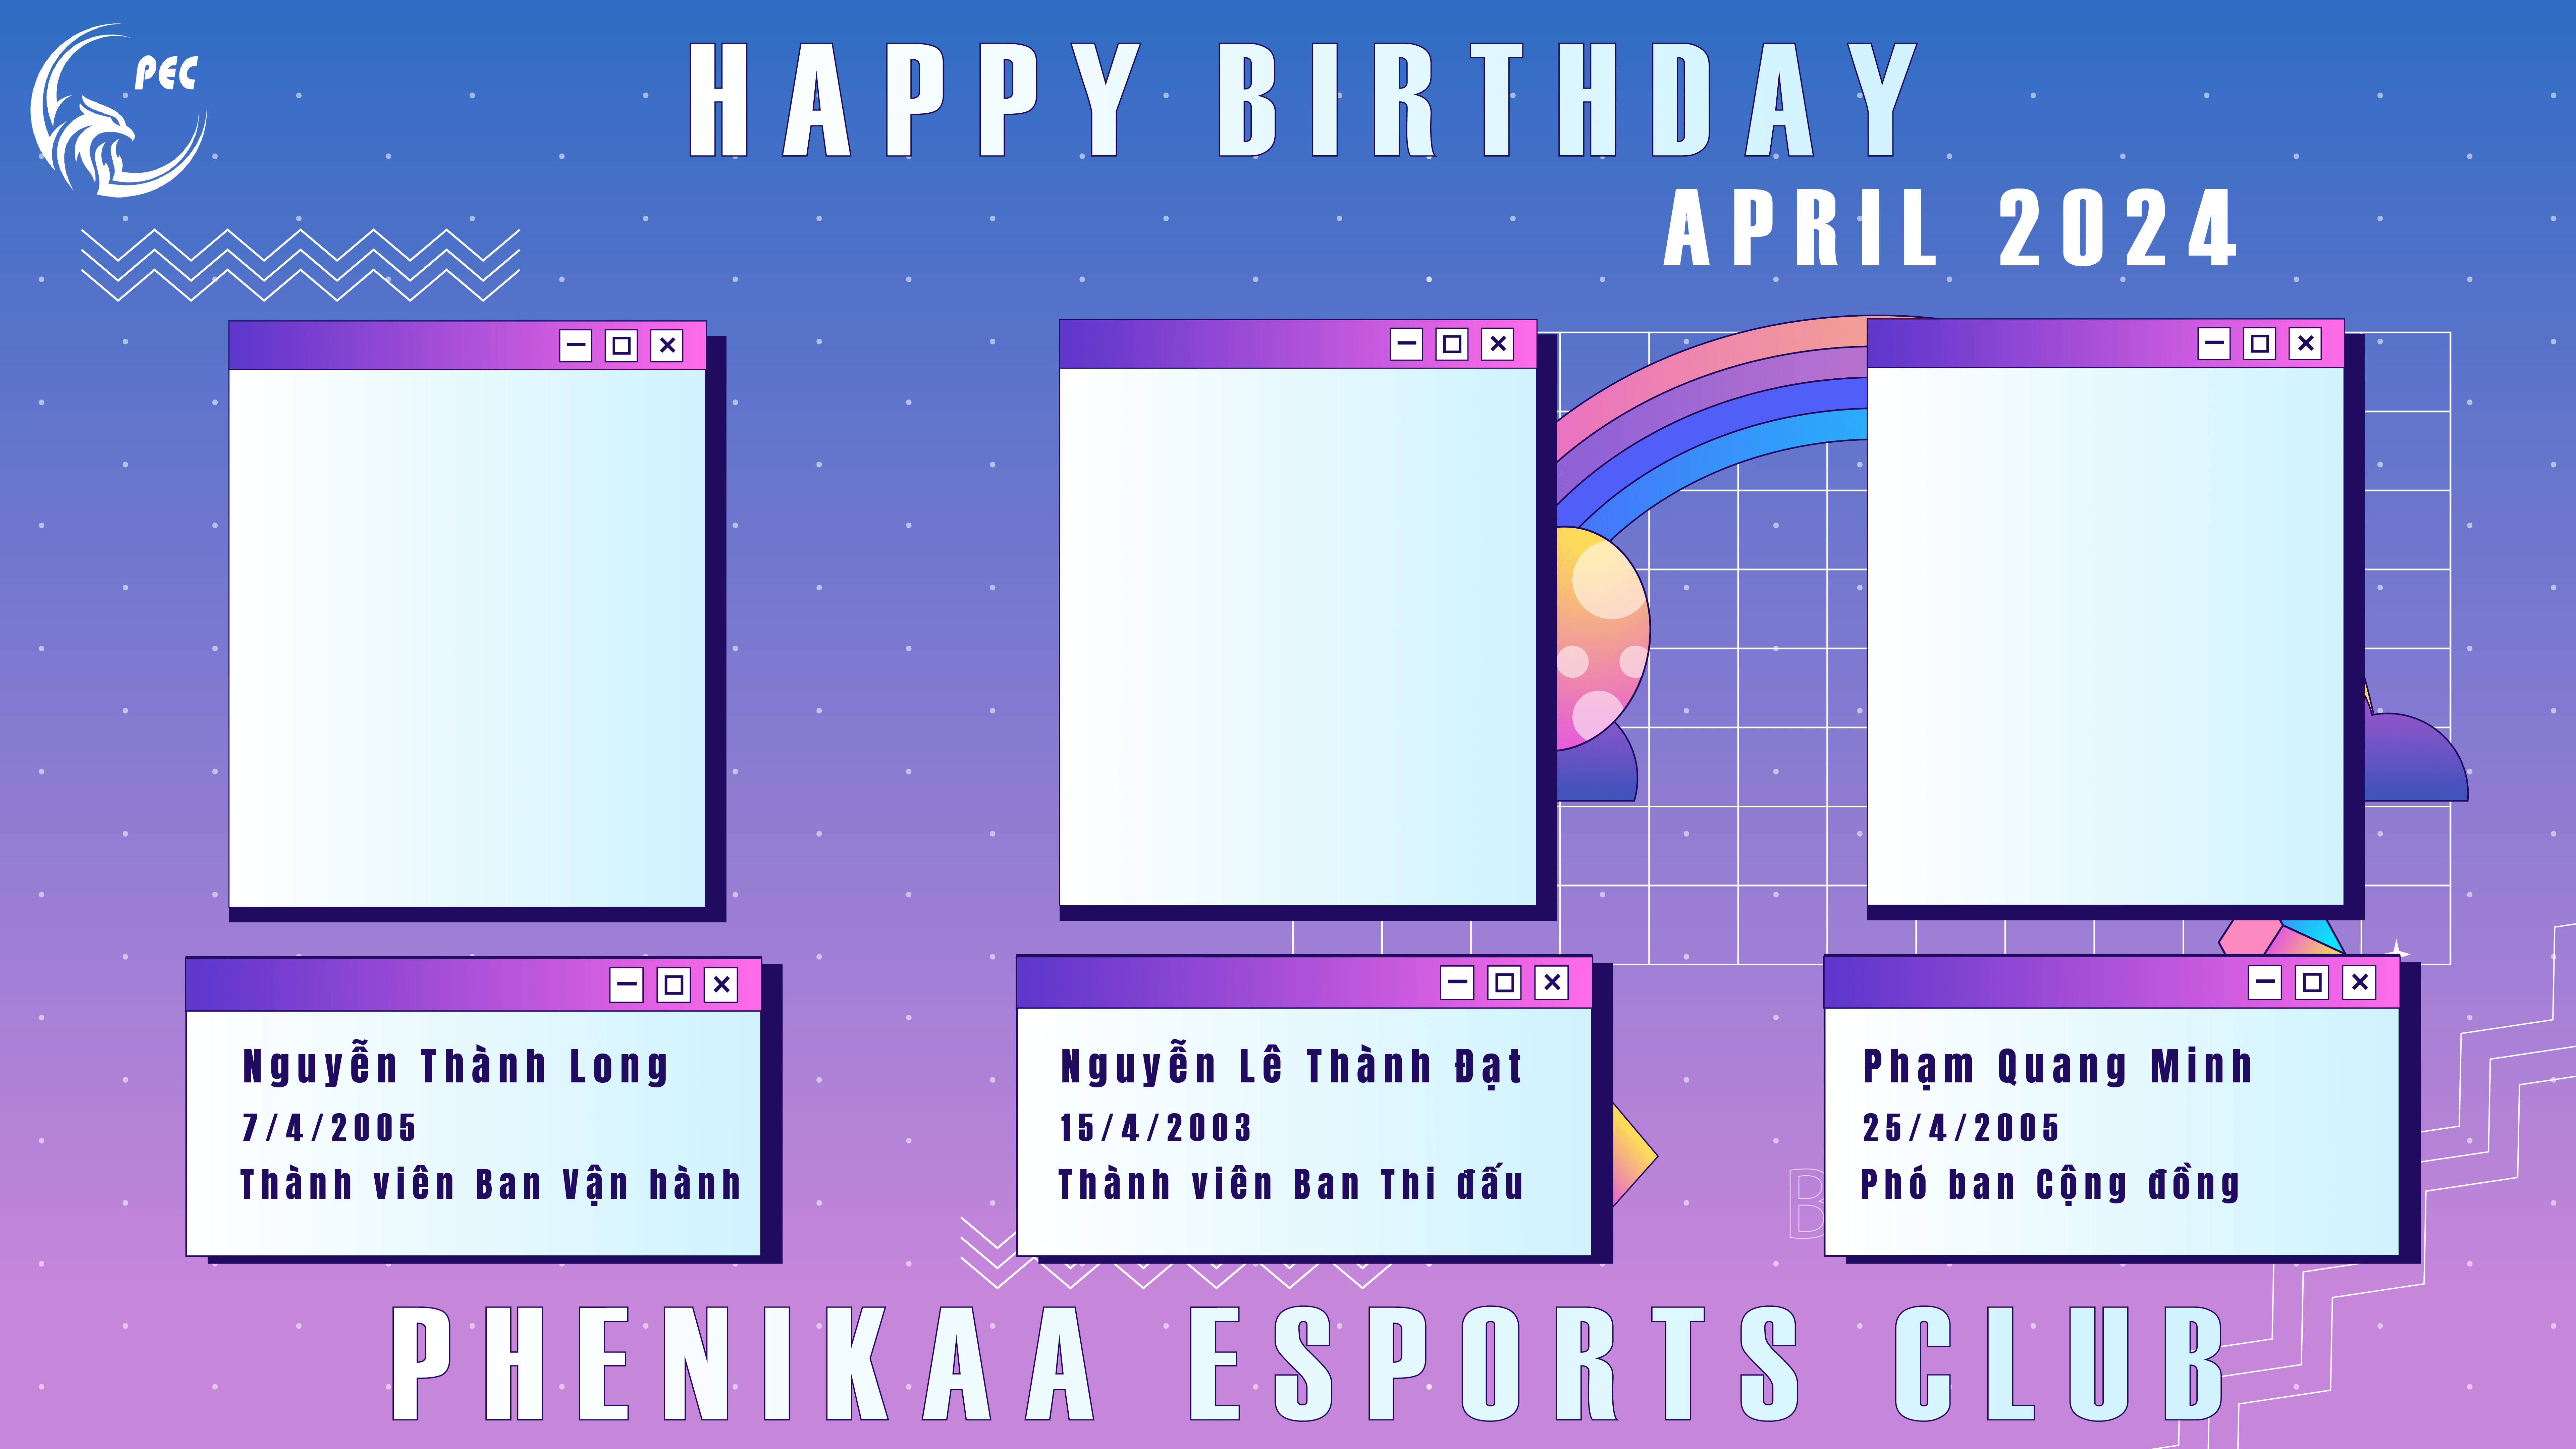 PEC
HAPPY BIRTHDAY
APRIL 2024
Nguyễn Thành Long
7/4/2005
Thành viên Ban Vận hành
Nguyễn Lê Thành Đạt
15/4/2003
Thành viên Ban Thi đấu
Phạm Quang Minh
25/4/2005
Phó ban Cộng đồng
B
PHENIKAA ESPORTS CLUB